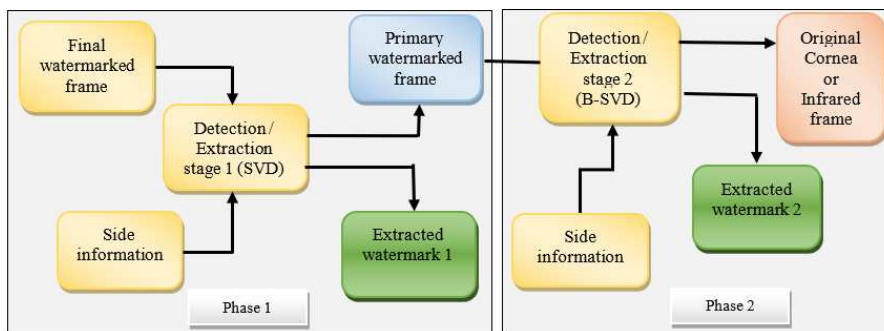 Final
watermarked
frame
Detection /
Extraction
stage 1 (SVD)
Side
information
Primary
watermarked
frame
Extracted
watermark 1
Phase 1
Detection /
Extraction
stage 2
(B-SVD)
Original
Cornea
or
Infrared
frame
Extracted
watermark 2
Side
information
Phase 2